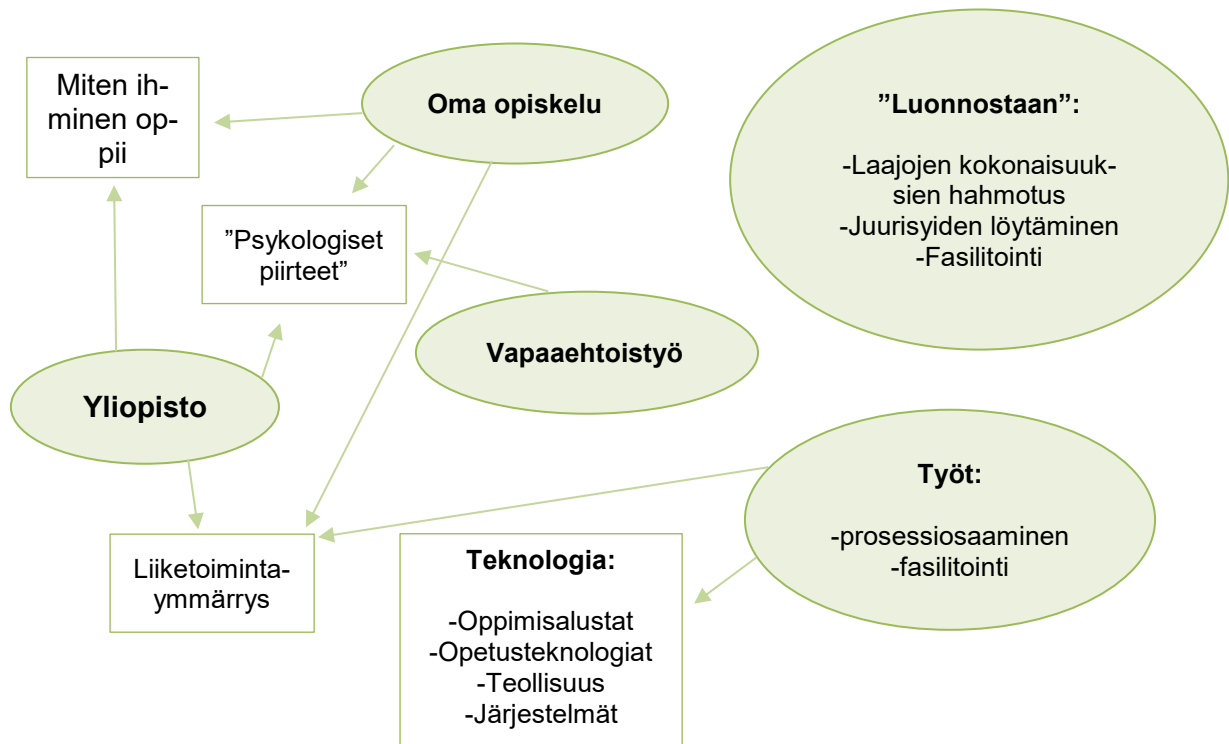 Miten ih-
minen op-
pii
Oma opiskelu
”Luonnostaan”:
-Laajojen kokonaisuuk-
sien hahmotus
-Juurisyiden löytäminen
-Fasilitointi
”Psykologiset
piirteet”
Vapaaehtoistyö
Yliopisto
Työt:
-prosessiosaaminen
-fasilitointi
Liiketoiminta-
ymmärrys
Teknologia:
-Oppimisalustat
-Opetusteknologiat
-Teollisuus
-Järjestelmät